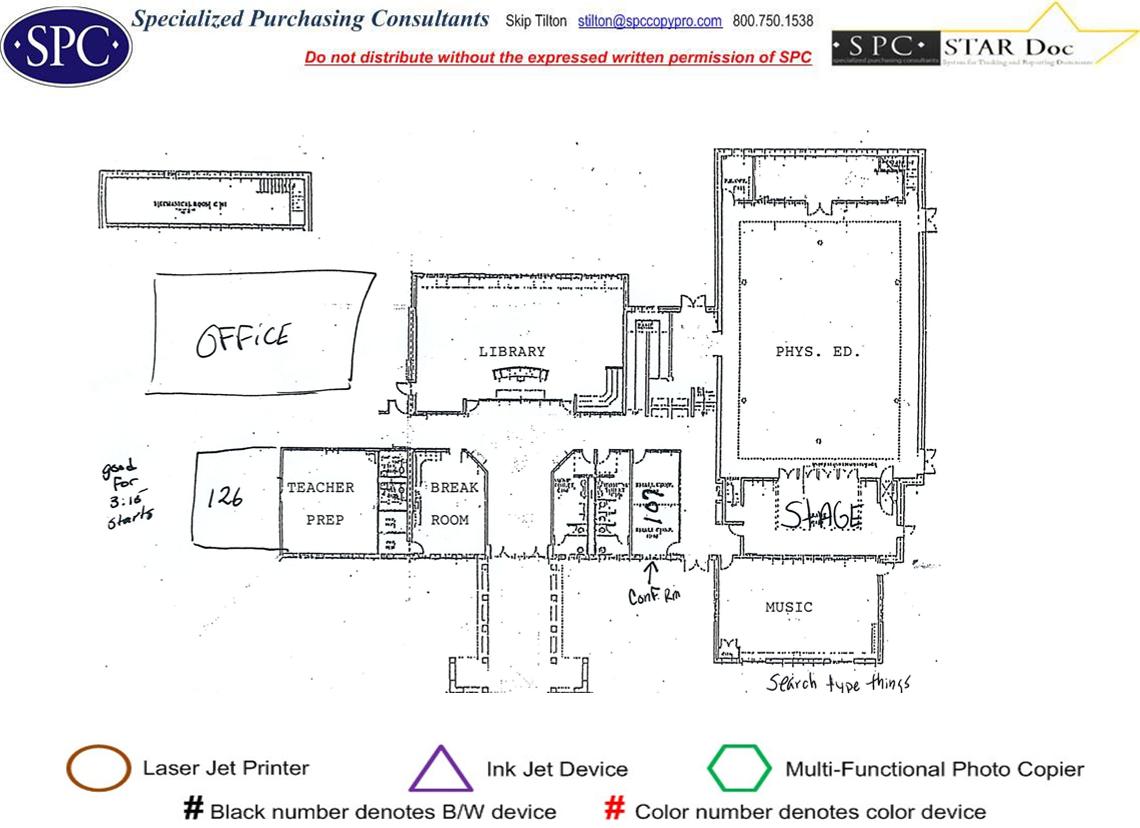 SPC
Specialized Purchasing Consultants Skip Tilton stilton@spccopypro.com 800.750.1538
Do not distribute without the expressed written permission of SPC
SPC STAR Doc
specialized purchasing consultants System for Tracking and Reporting Documents
OFFiCE
LIBRARY
PHYS. ED.
good
for
3:16
starts
126
TEACHER
PREP
BREAK
ROOM
107
STAGE
Conf. Rm
MUSIC
Search type things
Laser Jet Printer
Ink Jet Device
Multi-Functional Photo Copier
# Black number denotes B/W device
# Color number denotes color device